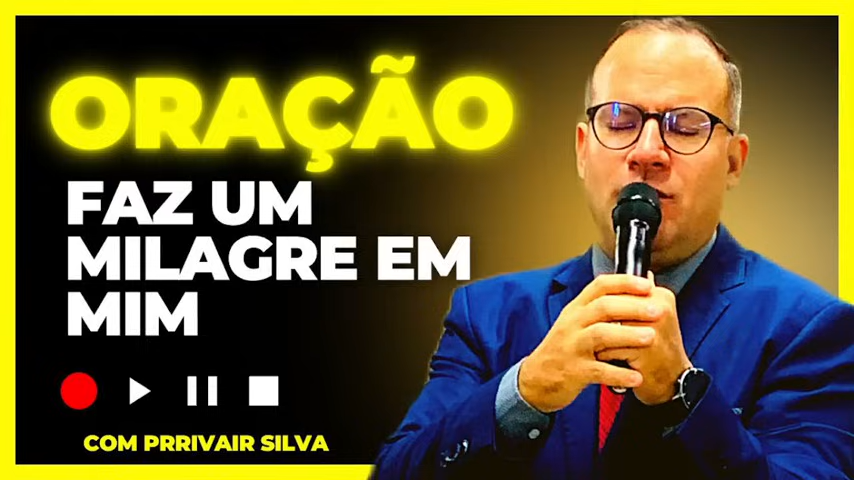 ORAÇÃO
FAZ UM
MILAGRE EM
MIM
COM PRRIVAIR SILVA